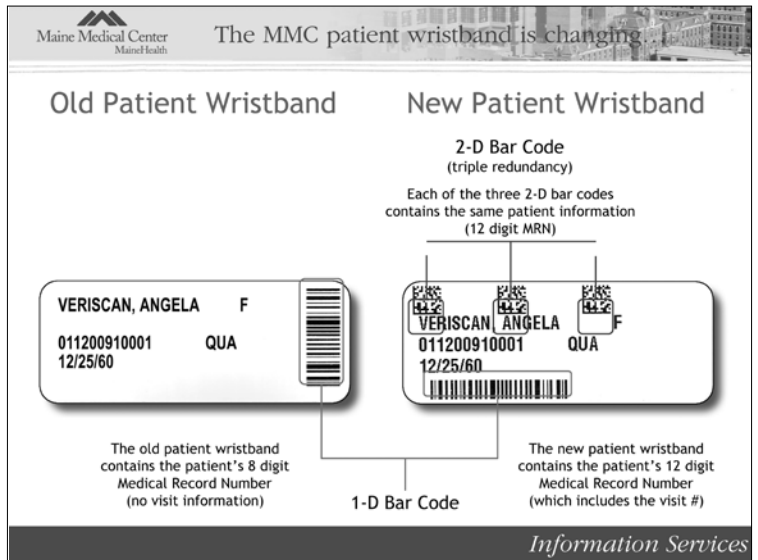 Maine Medical Center
MaineHealth
The MMC patient wristband is changing...
Old Patient Wristband
New Patient Wristband
2-D Bar Code
(triple redundancy)
Each of the three 2-D bar codes
contains the same patient information
(12 digit MRN)
VERISCAN, ANGELA F
011200910001 QUA
12/25/60
VERISCAN, ANGELA F
011200910001 QUA
12/25/60
The old patient wristband
contains the patient's 8 digit
Medical Record Number
(no visit information)
1-D Bar Code
The new patient wristband
contains the patient's 12 digit
Medical Record Number
(which includes the visit #)
Information Services